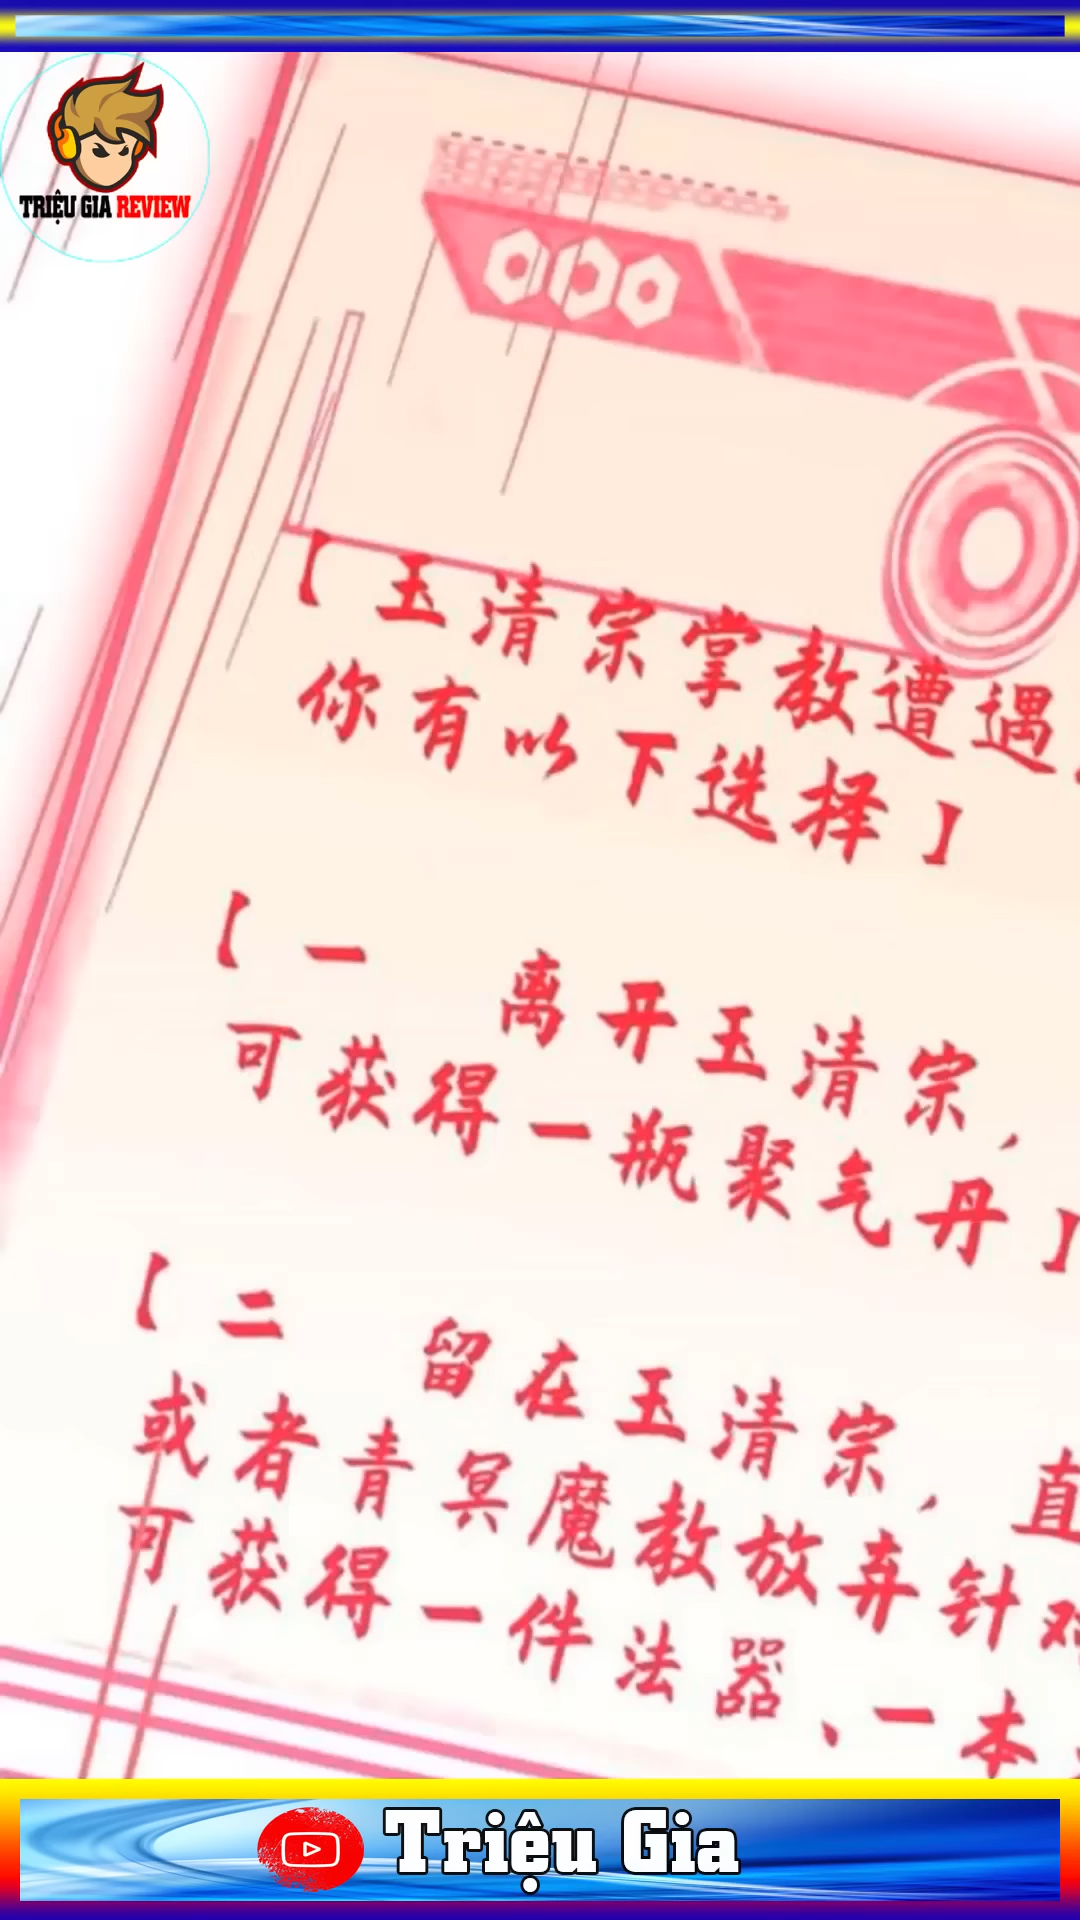 TRIỆU GIA REVIEW
【玉清宗掌教遭遇
你有以下选择】
【一 离开玉清宗,
可获得一瓶聚气丹】
【二 留在玉清宗, 直
或者青冥魔教放弃针对
可获得一件法器、一本
Triệu Gia